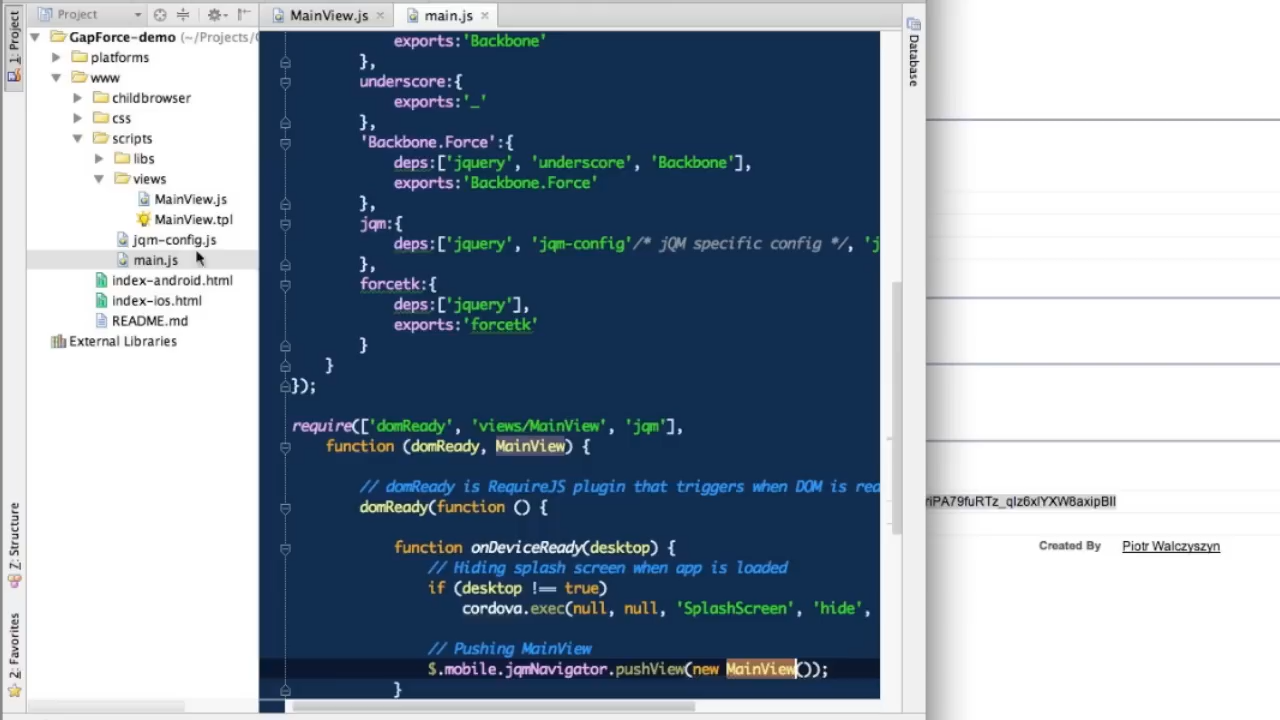 1: Project
Project
GapForce-demo (~/Projects/
platforms
www
childbrowser
css
scripts
libs
views
MainView.js
MainView.tpl
jqm-config.js
main.js
index-android.html
index-ios.html
README.md
External Libraries
Z: Structure
2: Favorites
MainView.js
main.js
exports:'Backbone'
},
underscore:{
exports:'_'
},
'Backbone.Force':{
deps:['jquery', 'underscore', 'Backbone'],
exports:'Backbone.Force'
},
jqm:{
deps:['jquery', 'jqm-config'/* jQM specific config */, 'j
},
forcetk:{
deps:['jquery'],
exports:'forcetk'
}
}
});
require(['domReady', 'views/MainView', 'jqm'],
function (domReady, MainView) {
// domReady is RequireJS plugin that triggers when DOM is rea
domReady(function () {
function onDeviceReady(desktop) {
// Hiding splash screen when app is loaded
if (desktop !== true)
cordova.exec(null, null, 'SplashScreen', 'hide',
// Pushing MainView
$.mobile.jqmNavigator.pushView(new MainView());
}
Database
Created By Piotr Walczyszyn